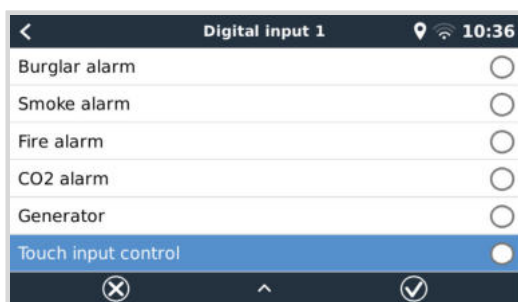 Digital input 1 10:36
Burglar alarm
Smoke alarm
Fire alarm
CO2 alarm
Generator
Touch input control